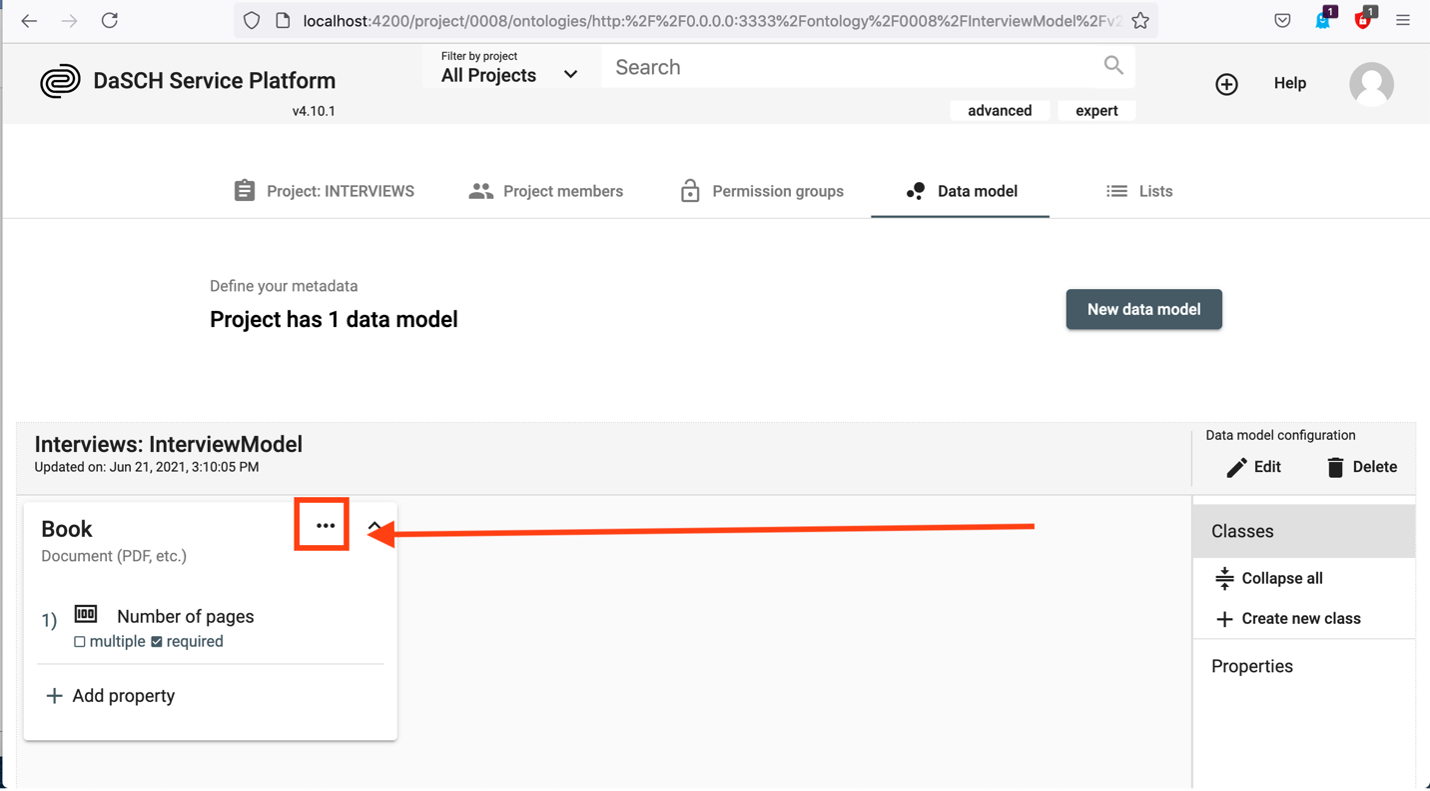 localhost:4200/project/0008/ontologies/http:%2F%2F0.0.0.0:3333%2Fontology%2F0008%2FInterviewModel%2Fv2
1
1
DaSCH Service Platform
v4.10.1
Filter by project
All Projects
Search
advanced
expert
Help
Project: INTERVIEWS
Project members
Permission groups
Data model
Lists
Define your metadata
Project has 1 data model
New data model
Interviews: InterviewModel
Updated on: Jun 21, 2021, 3:10:05 PM
Data model configuration
Edit
Delete
Book
Document (PDF, etc.)
1)
Number of pages
multiple
required
Add property
Classes
Collapse all
Create new class
Properties